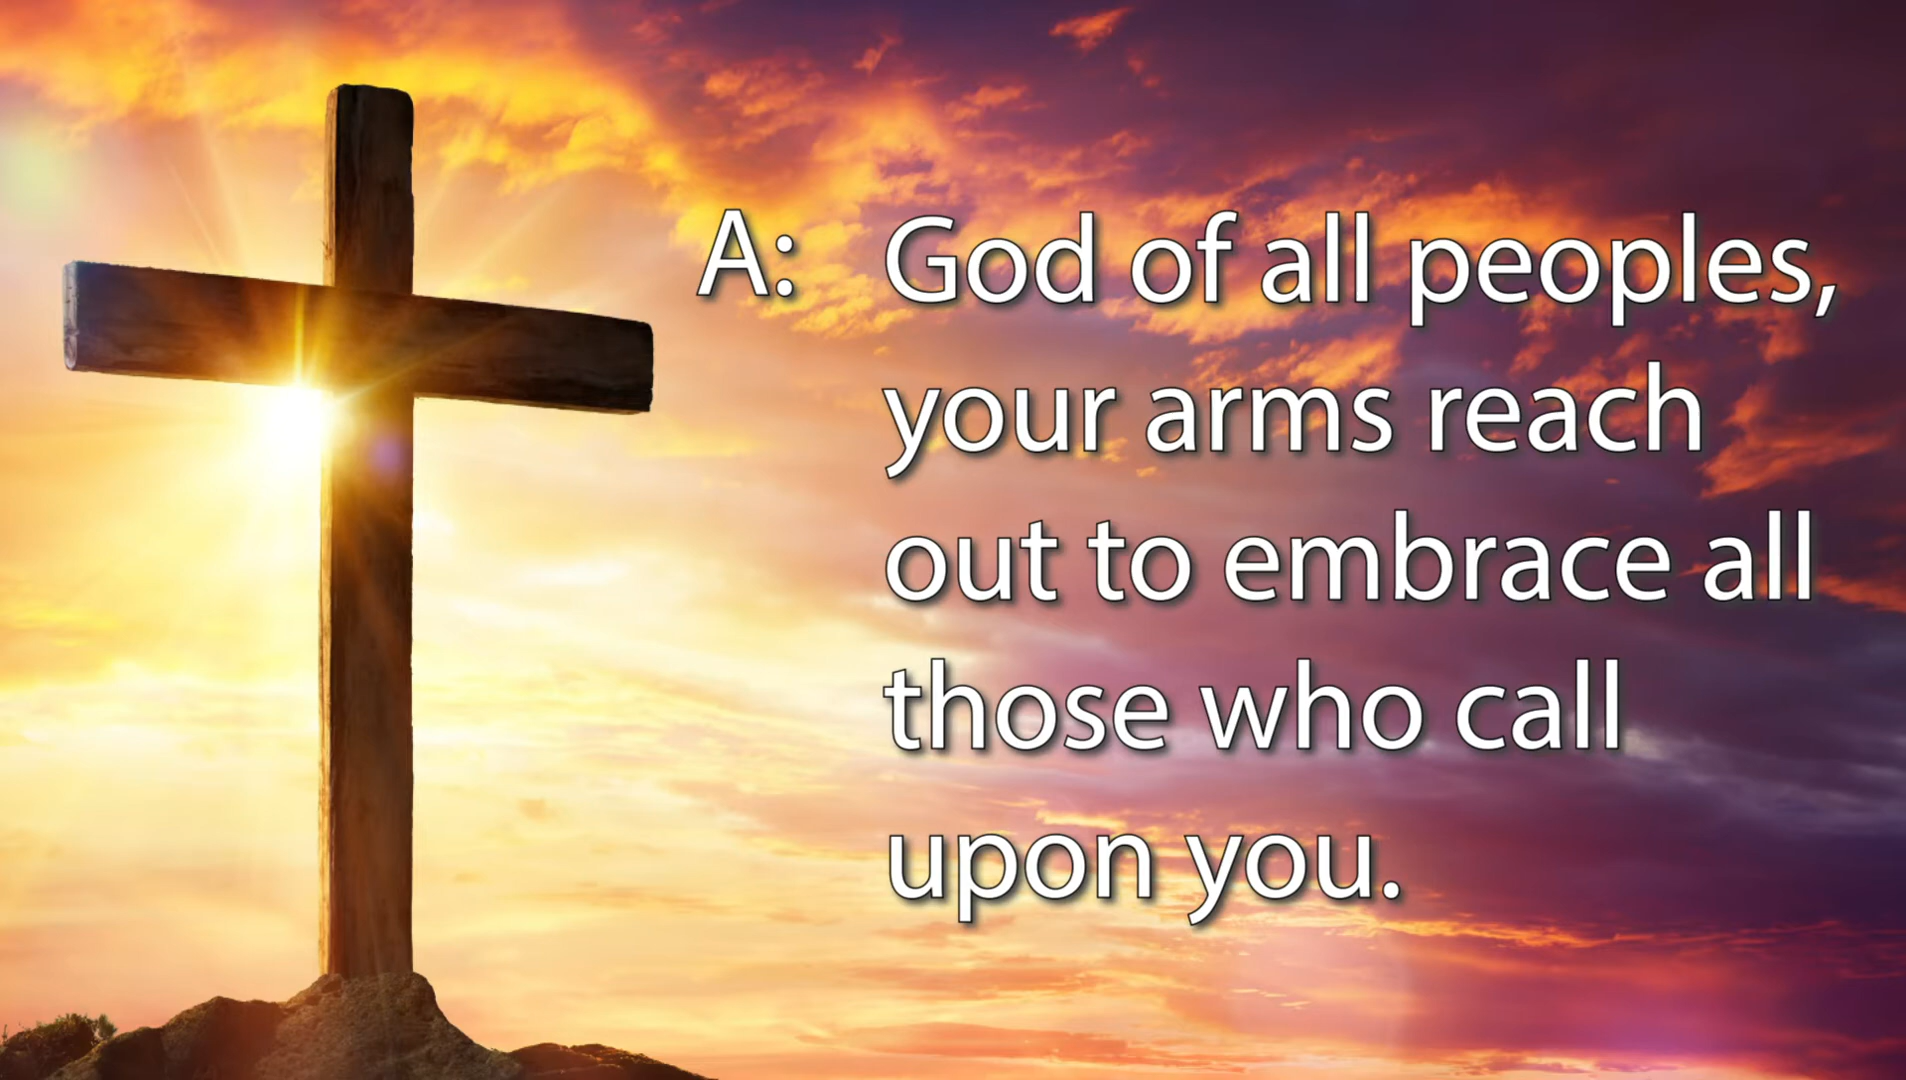 A: God of all peoples,
your arms reach
out to embrace all
those who call
upon you.